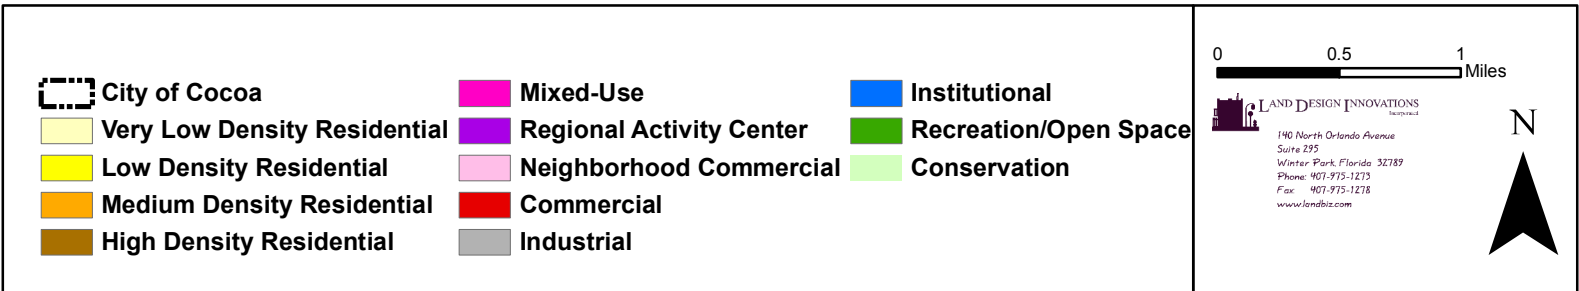 City of Cocoa
Very Low Density Residential
Low Density Residential
Medium Density Residential
High Density Residential
Mixed-Use
Regional Activity Center
Neighborhood Commercial
Commercial
Industrial
Institutional
Recreation/Open Space
Conservation
0 0.5 1
Miles
LAND DESIGN INNOVATIONS
Incorporated
140 North Orlando Avenue
Suite 295
Winter Park, Florida 32789
Phone: 407-975-1273
Fax: 407-975-1278
www.landbiz.com
N